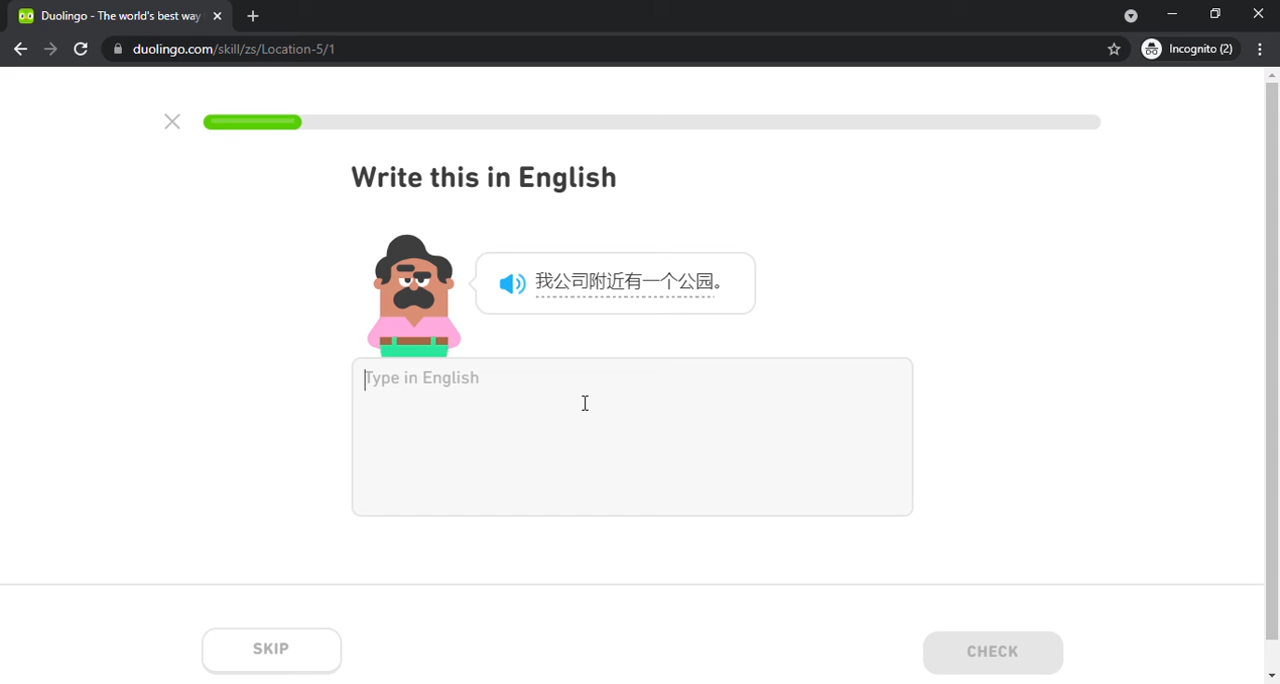 Duolingo - The world's best way
duolingo.com/skill/zs/Location-5/1
Incognito (2)
Write this in English
我公司附近有一个公园。
Type in English
SKIP
CHECK